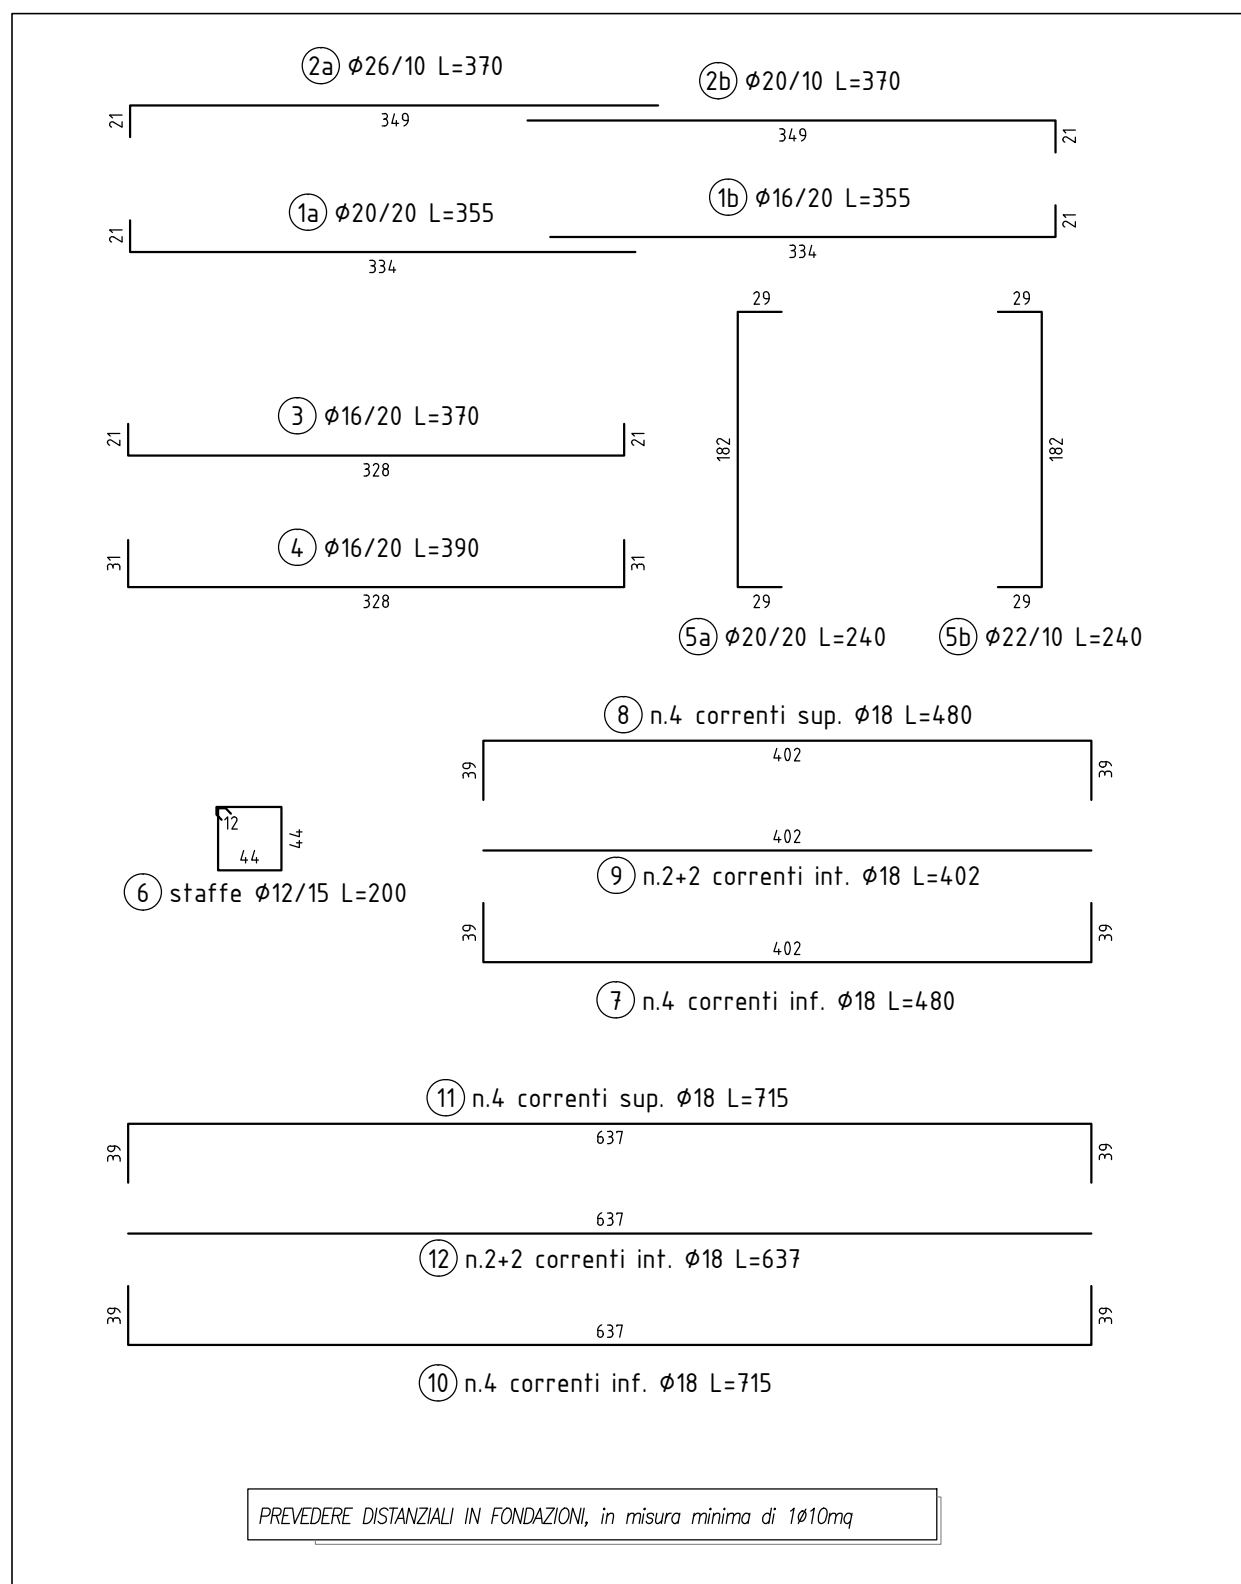 2a Φ26/10 L=370
2b Φ20/10 L=370
21
349
349
21
1a Φ20/20 L=355
1b Φ16/20 L=355
21
334
334
21
29
29
3 Φ16/20 L=370
21
328
21
182
182
4 Φ16/20 L=390
31
328
31
29
29
5a Φ20/20 L=240
5b Φ22/10 L=240
8 n.4 correnti sup. Φ18 L=480
39
402
39
12
44
44
6 staffe Φ12/15 L=200
402
9 n.2+2 correnti int. Φ18 L=402
39
402
39
7 n.4 correnti inf. Φ18 L=480
11 n.4 correnti sup. Φ18 L=715
39
637
39
637
12 n.2+2 correnti int. Φ18 L=637
39
637
39
10 n.4 correnti inf. Φ18 L=715
PREVEDERE DISTANZIALI IN FONDAZIONI, in misura minima di 1Φ10mq